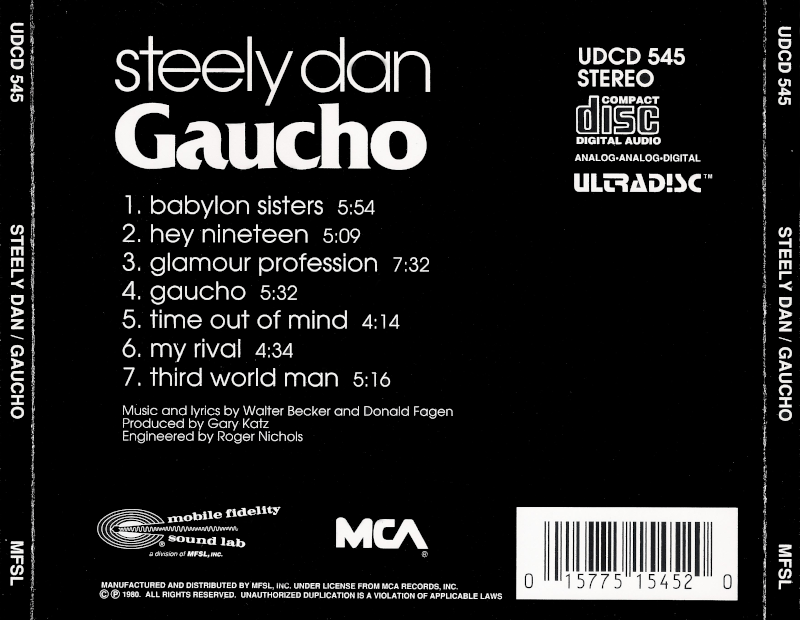 UDCD 545
STEELY DAN / GAUCHO
MFSL
steely dan
Gaucho
1. babylon sisters 5:54
2. hey nineteen 5:09
3. glamour profession 7:32
4. gaucho 5:32
5. time out of mind 4:14
6. my rival 4:34
7. third world man 5:16
Music and lyrics by Walter Becker and Donald Fagen
Produced by Gary Katz
Engineered by Roger Nichols
UDCD 545
STEREO
COMPACT
disc
DIGITAL AUDIO
ANALOG•ANALOG•DIGITAL
ULTRADISC™
mobile fidelity
sound lab
®
a division of MFSL, INC.
MCA
®
MANUFACTURED AND DISTRIBUTED BY MFSL, INC. UNDER LICENSE FROM MCA RECORDS, INC.
© ℗ 1980. ALL RIGHTS RESERVED. UNAUTHORIZED DUPLICATION IS A VIOLATION OF APPLICABLE LAWS
0 15775 15452 0
UDCD 545
STEELY DAN / GAUCHO
MFSL